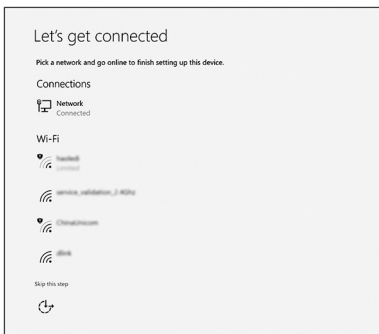 Let's get connected
Pick a network and go online to finish setting up this device.
Connections
Network
Connected
Wi-Fi
Limited
service_validation_2.4Ghz
ChinaUnicom
dlink
Skip this step